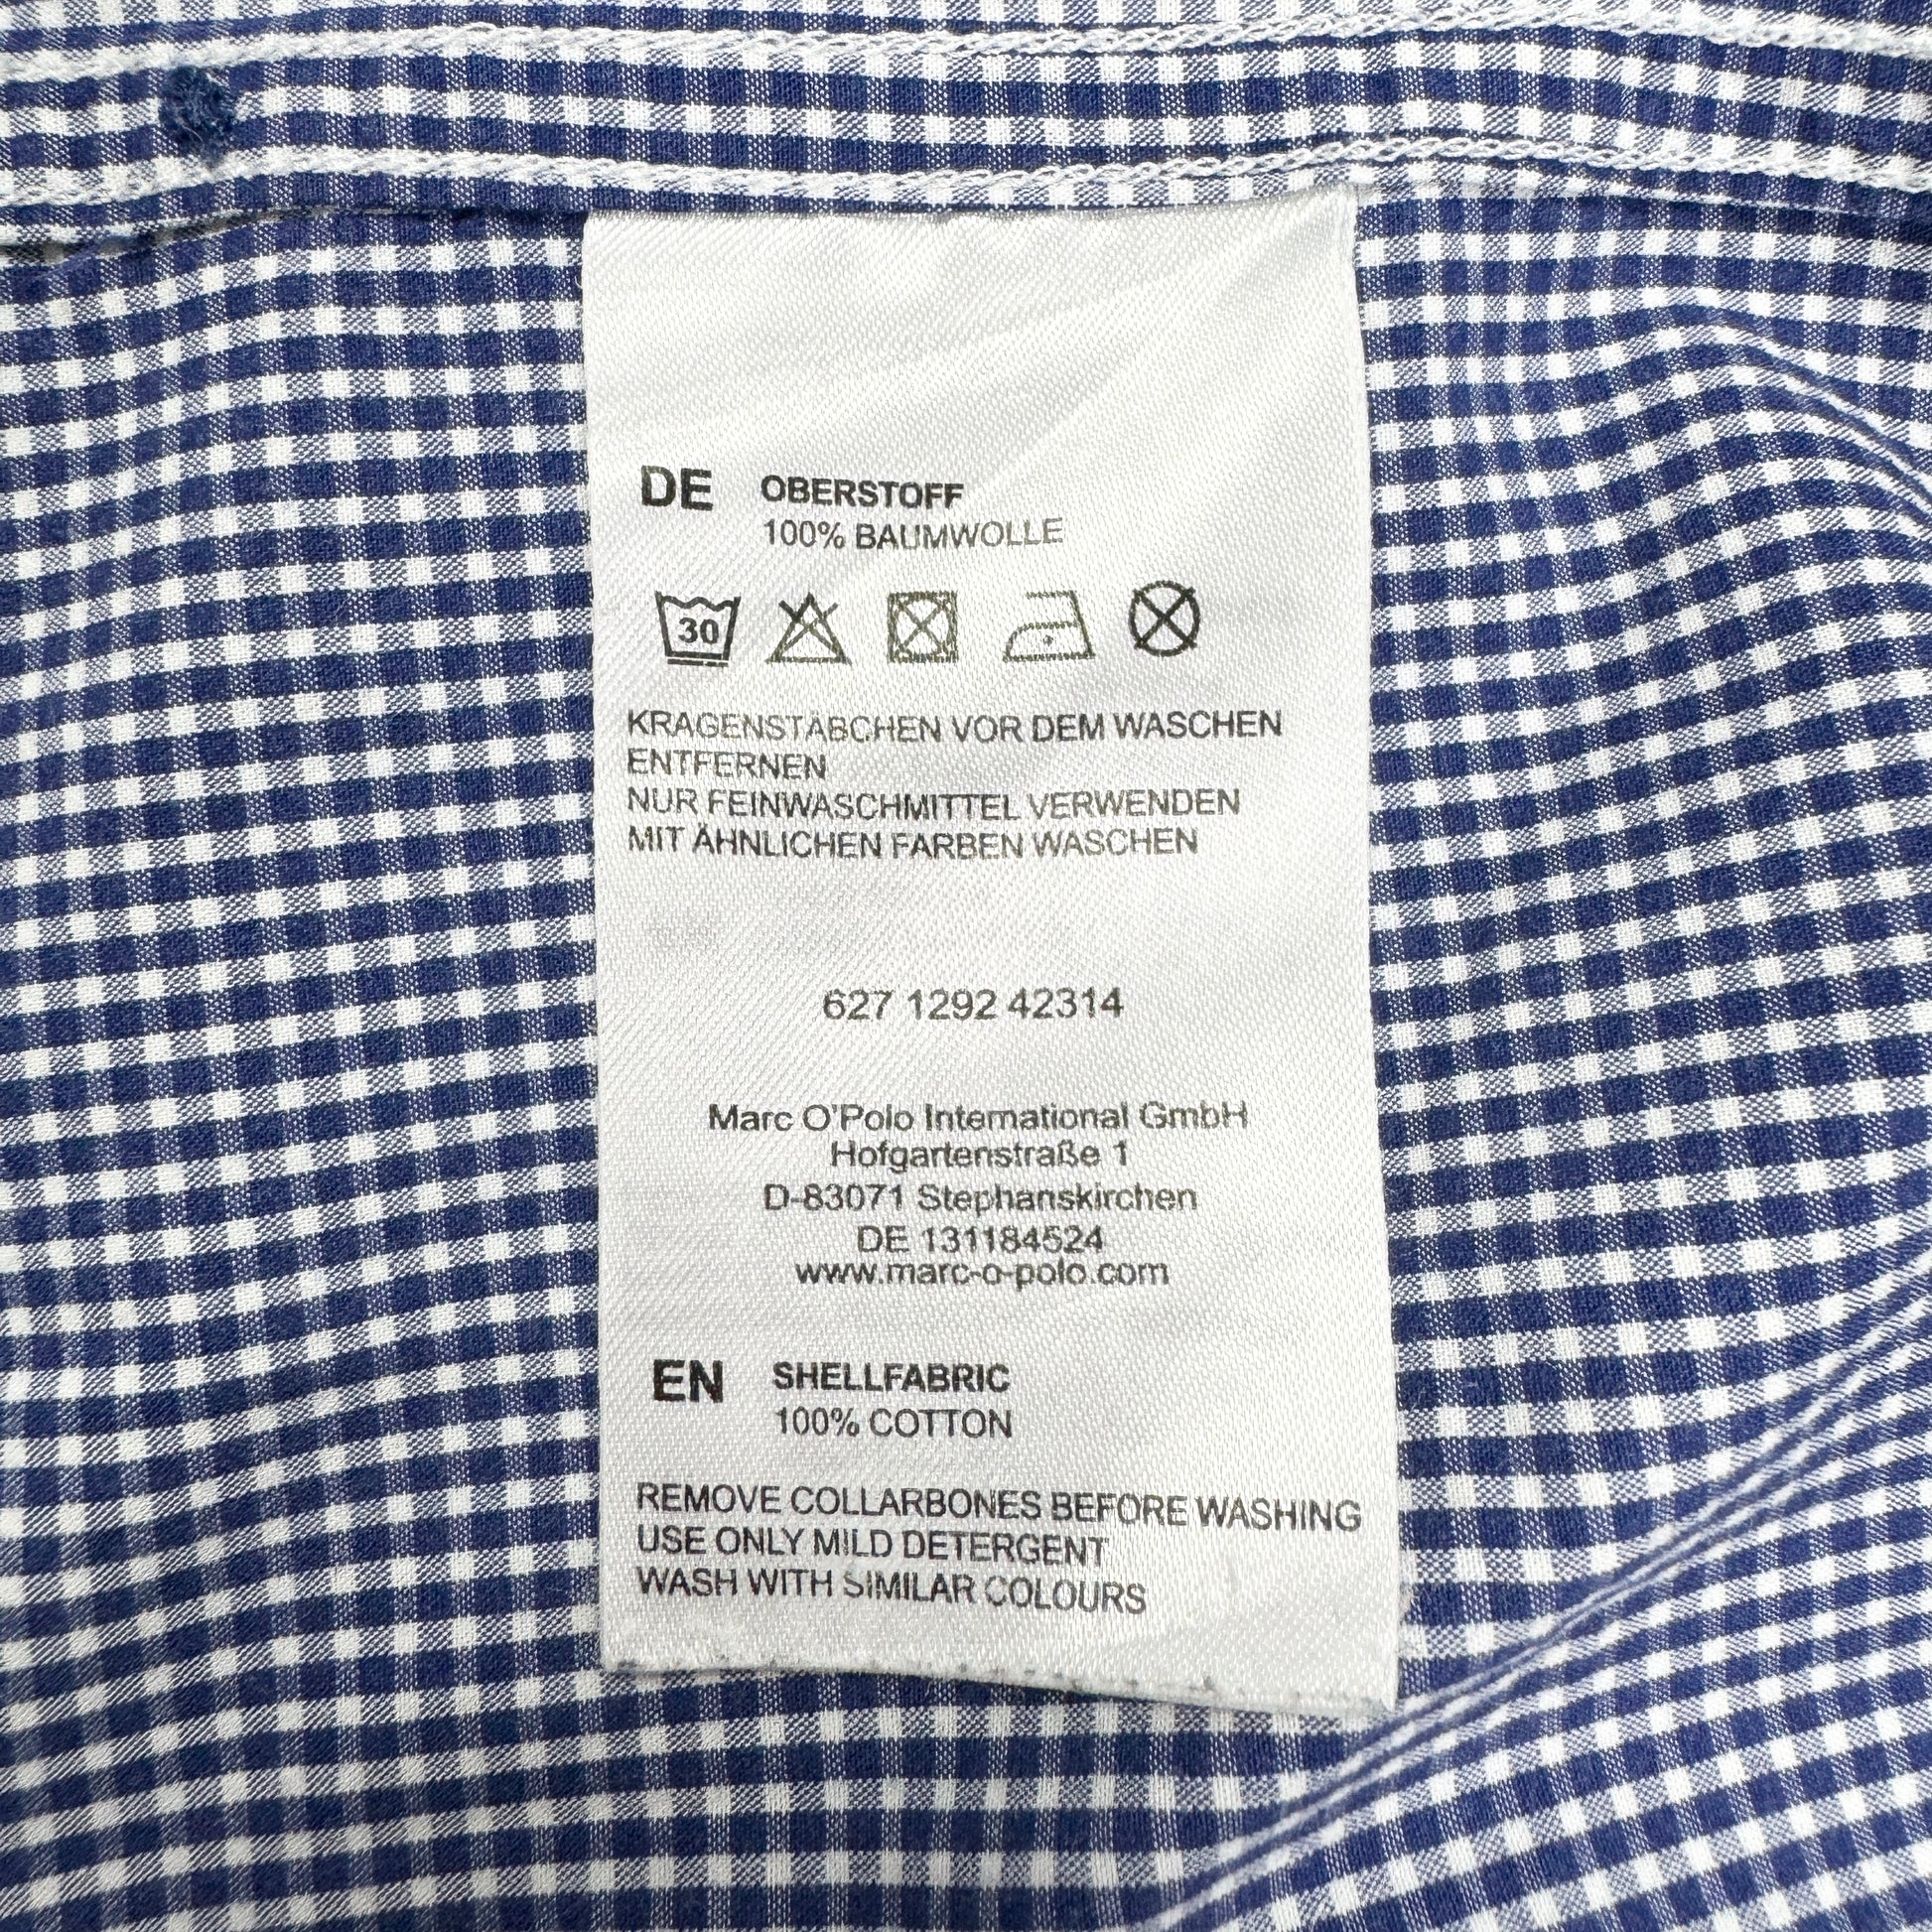 DE OBERSTOFF
100% BAUMWOLLE
30
KRAGENSTÄBCHEN VOR DEM WASCHEN
ENTFERNEN
NUR FEINWASCHMITTEL VERWENDEN
MIT ÄHNLICHEN FARBEN WASCHEN
627 1292 42314
Marc O'Polo International GmbH
Hofgartenstraße 1
D-83071 Stephanskirchen
DE 131184524
www.marc-o-polo.com
EN SHELLFABRIC
100% COTTON
REMOVE COLLARBONES BEFORE WASHING
USE ONLY MILD DETERGENT
WASH WITH SIMILAR COLOURS